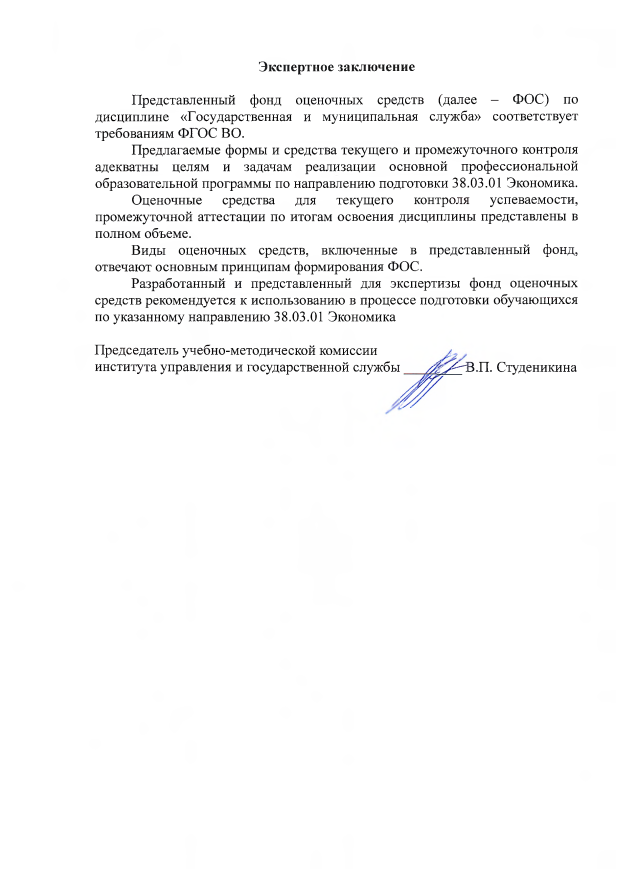 Экспертное заключение
Представленный фонд оценочных средств (далее – ФОС) по
дисциплине «Государственная и муниципальная служба» соответствует
требованиям ФГОС ВО.
Предлагаемые формы и средства текущего и промежуточного контроля
адекватны целям и задачам реализации основной профессиональной
образовательной программы по направлению подготовки 38.03.01 Экономика.
Оценочные средства для текущего контроля успеваемости,
промежуточной аттестации по итогам освоения дисциплины представлены в
полном объеме.
Виды оценочных средств, включенные в представленный фонд,
отвечают основным принципам формирования ФОС.
Разработанный и представленный для экспертизы фонд оценочных
средств рекомендуется к использованию в процессе подготовки обучающихся
по указанному направлению 38.03.01 Экономика
Председатель учебно-методической комиссии
института управления и государственной службы ________ В.П. Студеникина